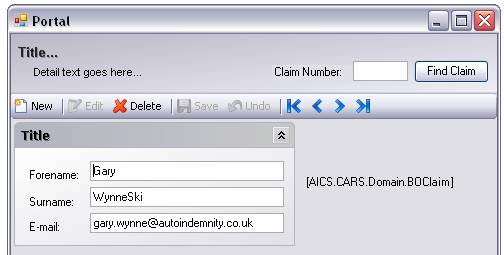 Portal
Title...
Detail text goes here...
Claim Number:
Find Claim
New Edit Delete Save Undo
Title
Forename: Gary
[AICS.CARS.Domain.BOClaim]
Surname: WynneSki
E-mail: gary.wynne@autoindemnity.co.uk